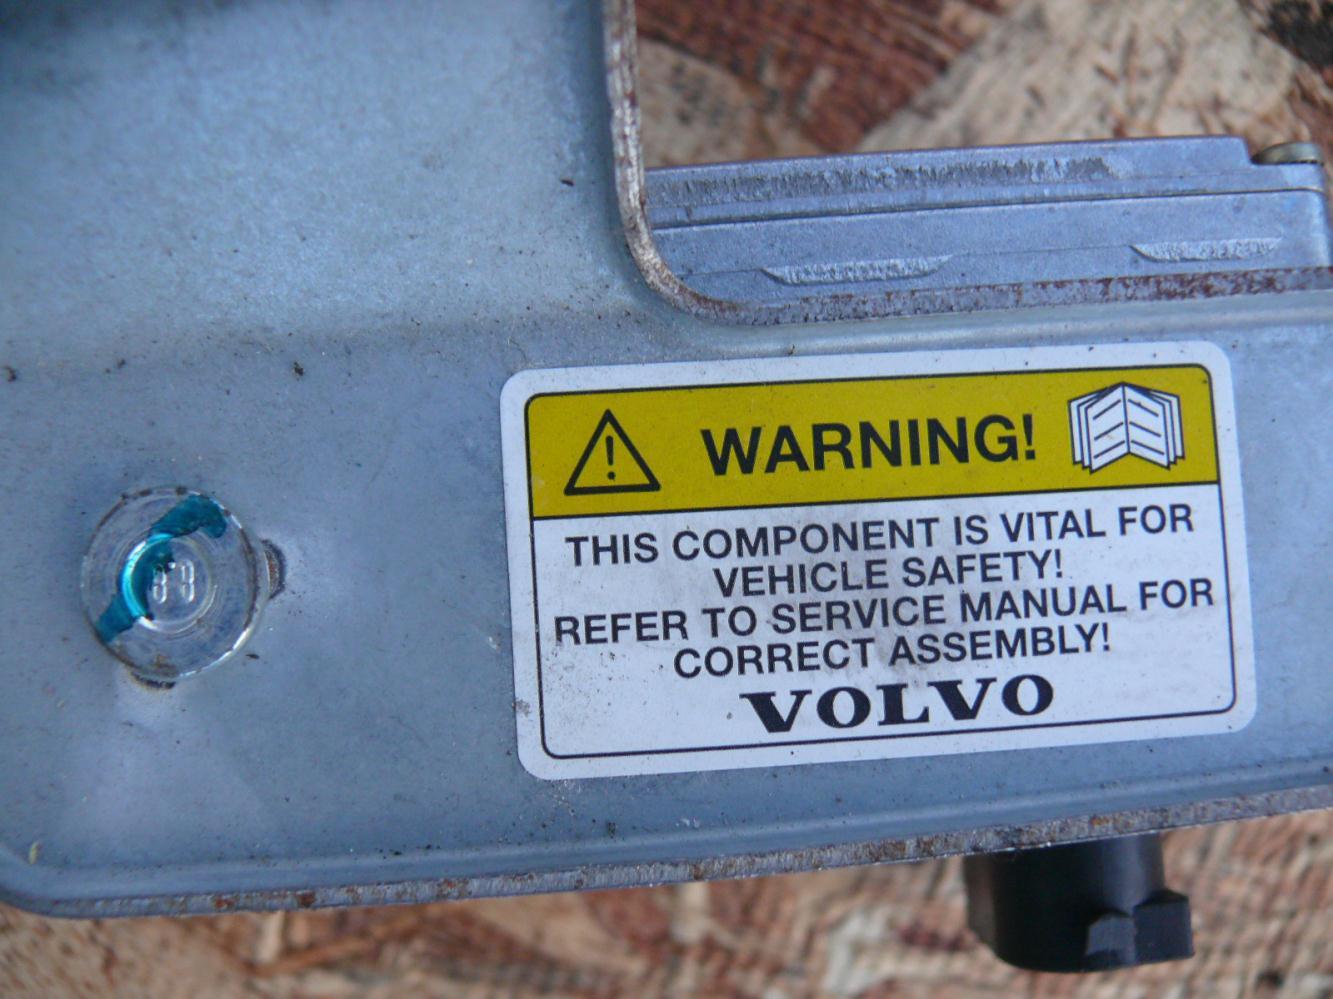 WARNING!
THIS COMPONENT IS VITAL FOR
VEHICLE SAFETY!
REFER TO SERVICE MANUAL FOR
CORRECT ASSEMBLY!
VOLVO